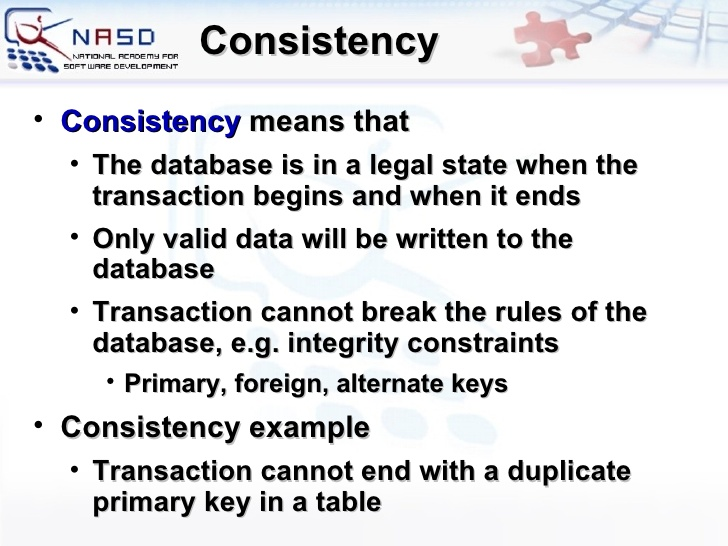 Consistency
NASD
NATIONAL ACADEMY FOR
SOFTWARE DEVELOPMENT
• Consistency means that
• The database is in a legal state when the
transaction begins and when it ends
• Only valid data will be written to the
database
• Transaction cannot break the rules of the
database, e.g. integrity constraints
• Primary, foreign, alternate keys
• Consistency example
• Transaction cannot end with a duplicate
primary key in a table